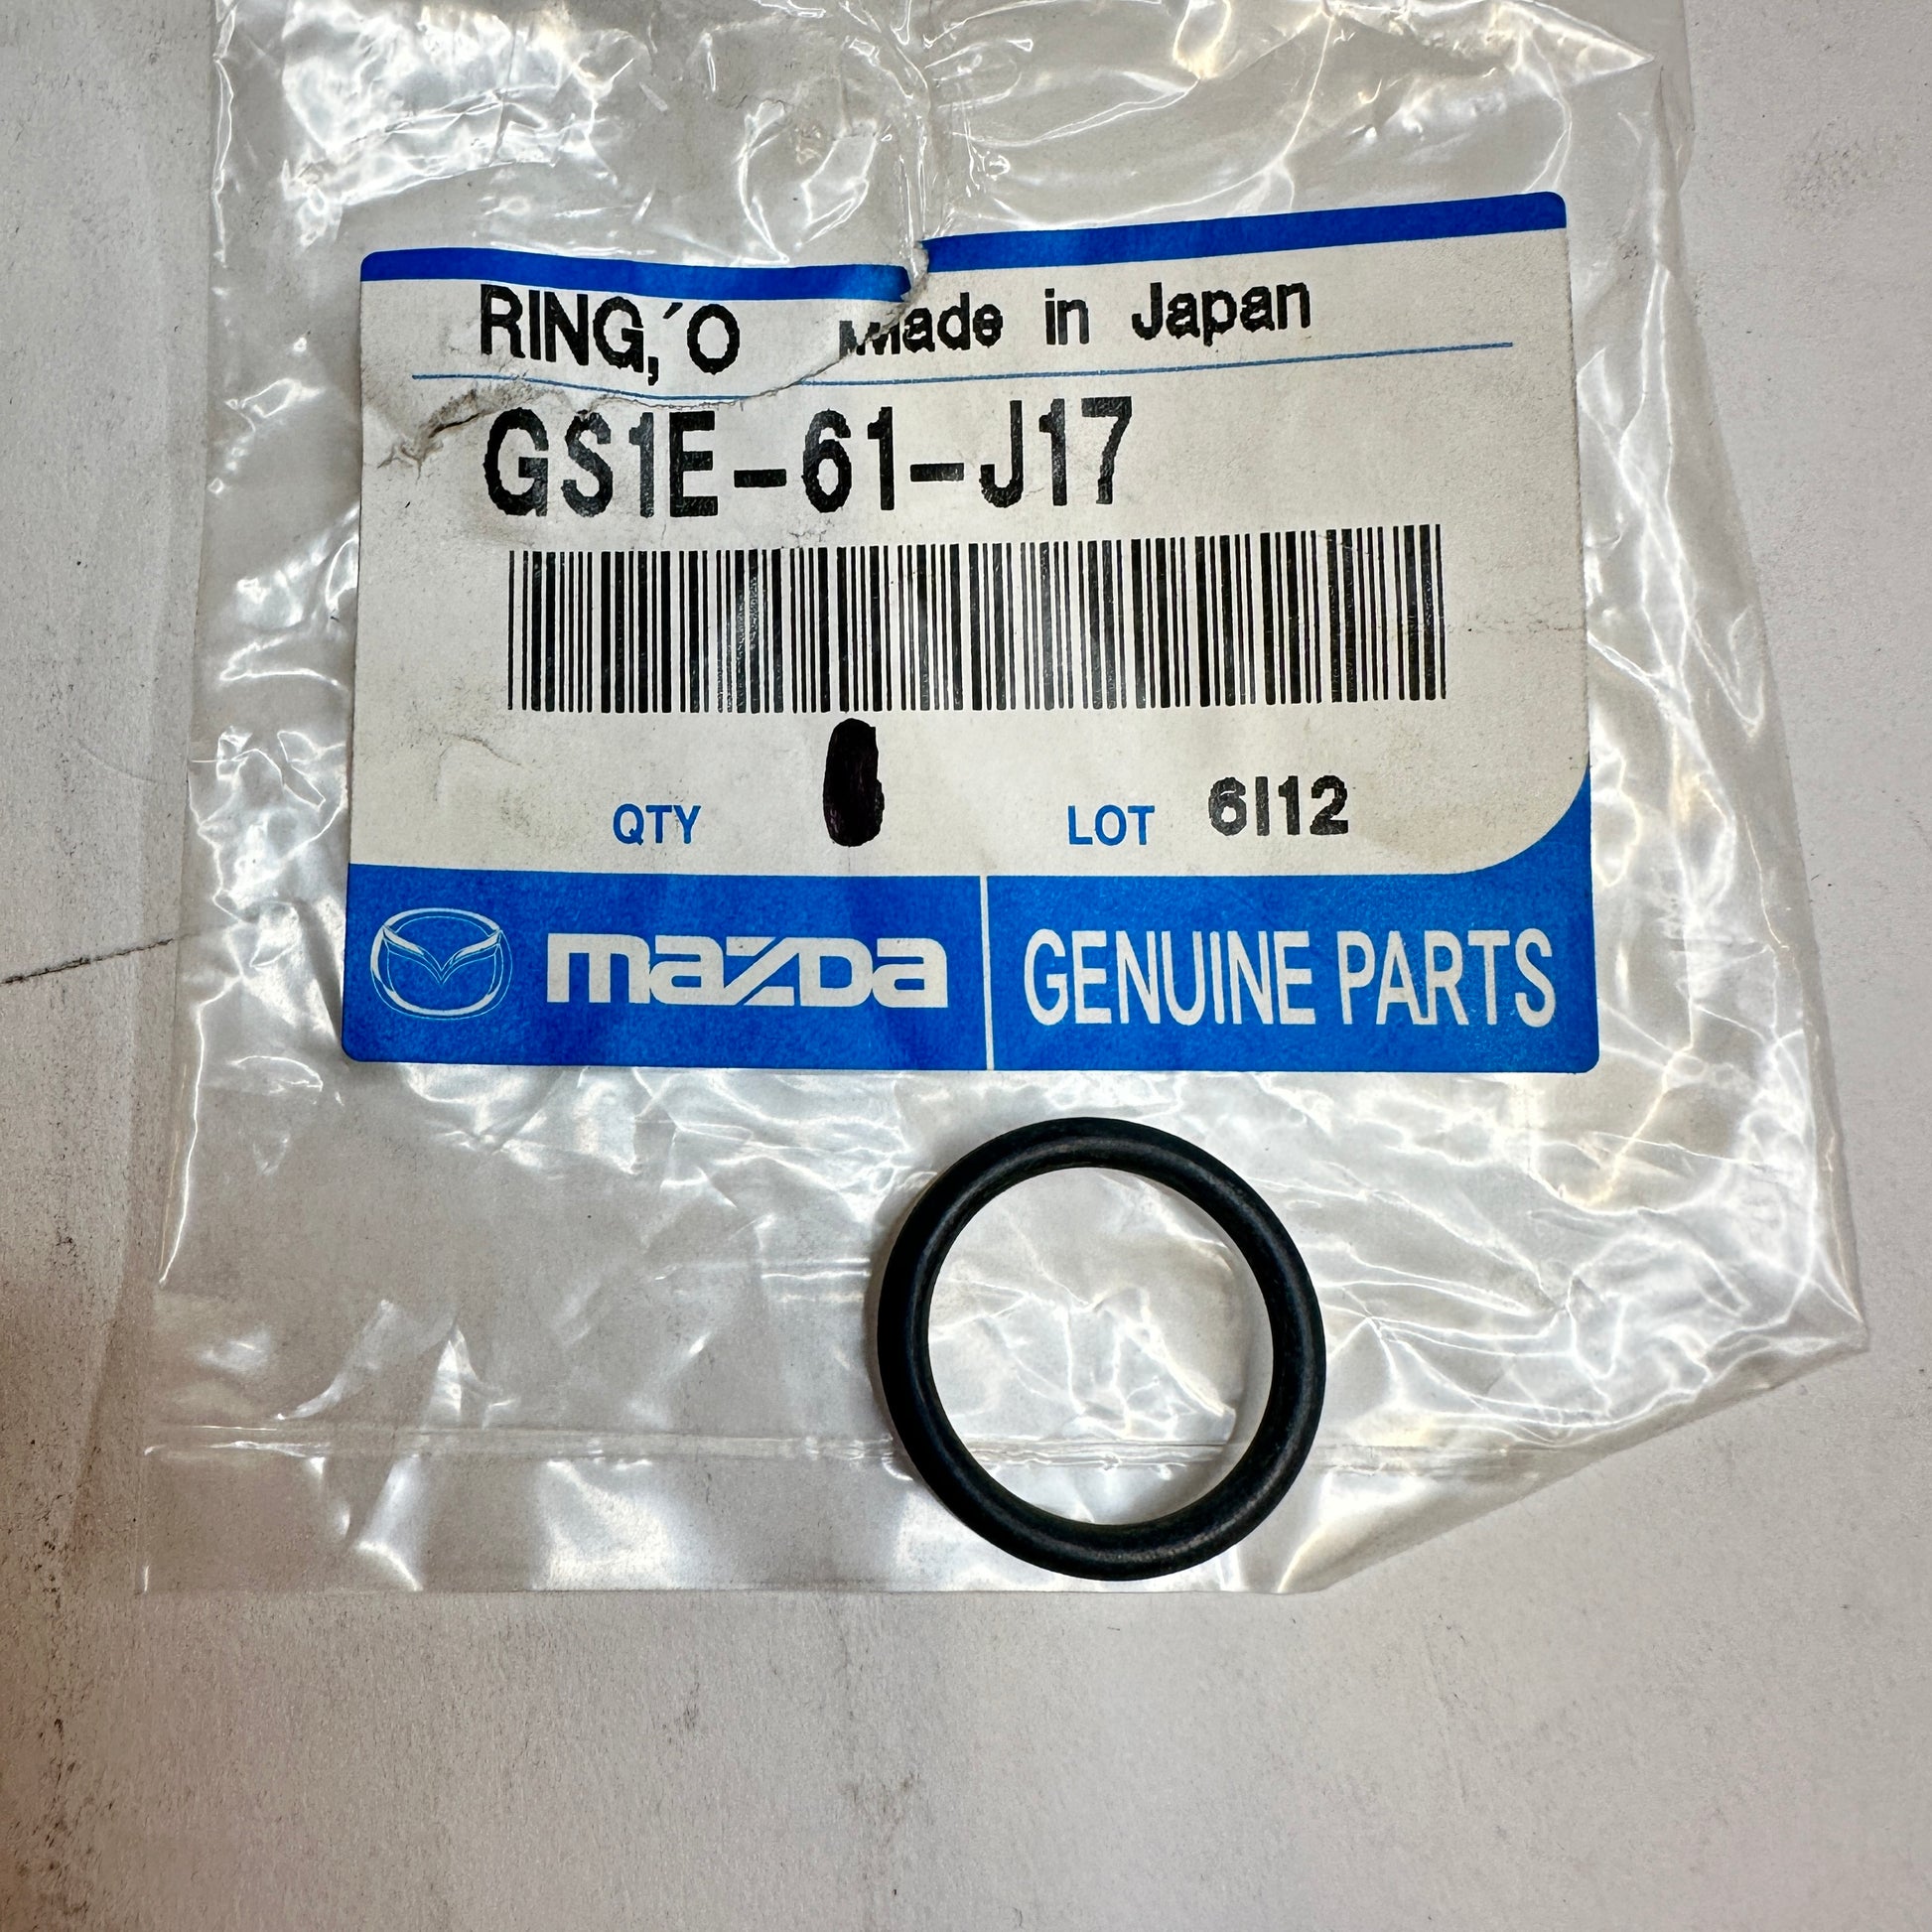 RING,'O Made in Japan
GS1E-61-J17
QTY LOT 6I12
mazda GENUINE PARTS